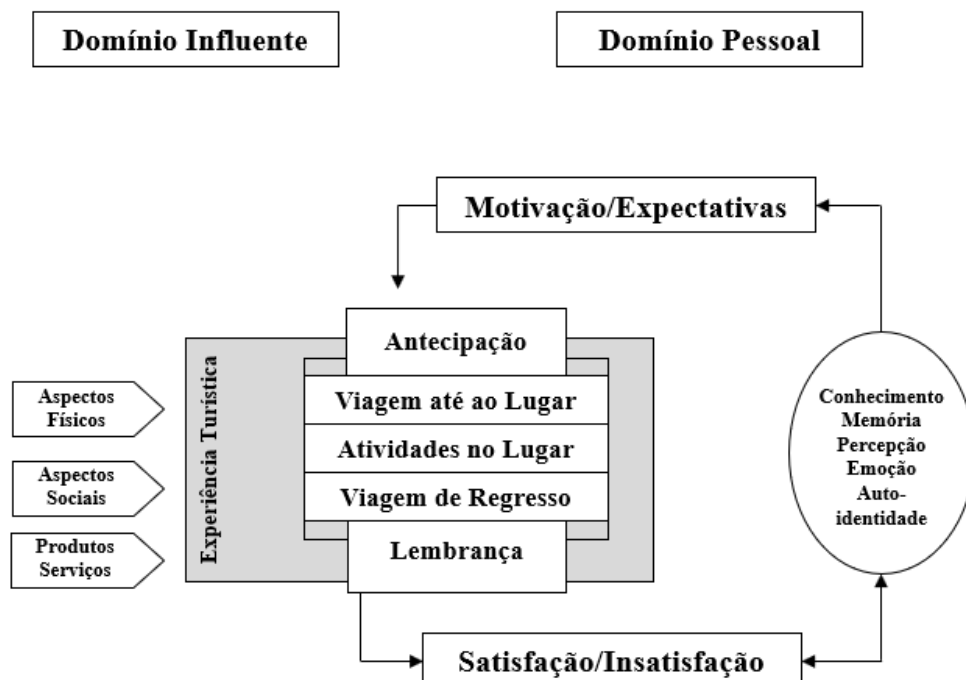 Domínio Influente
Domínio Pessoal
Motivação/Expectativas
Experiência Turística
Antecipação
Viagem até ao Lugar
Atividades no Lugar
Viagem de Regresso
Lembrança
Aspectos
Físicos
Aspectos
Sociais
Produtos
Serviços
Conhecimento
Memória
Percepção
Emoção
Auto-
identidade
Satisfação/Insatisfação